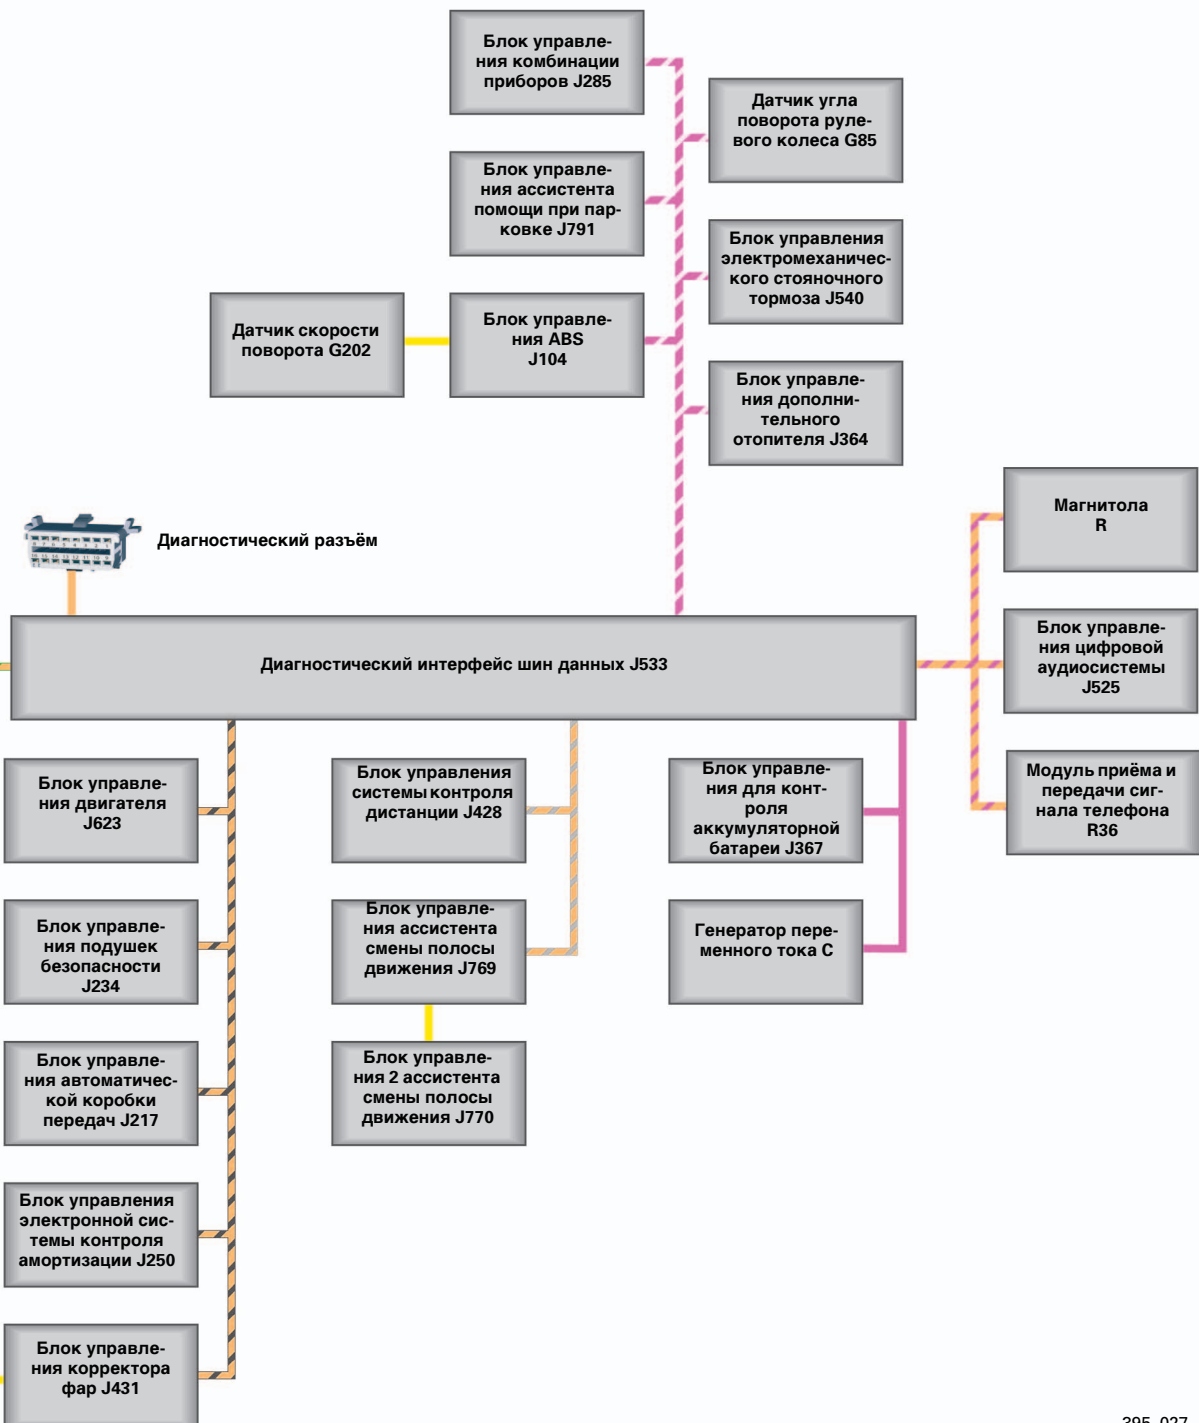 Блок управле-
ния комбинации
приборов J285
Датчик угла
поворота руле-
вого колеса G85
Блок управле-
ния ассистента
помощи при пар-
ковке J791
Блок управления
электромеханичес-
кого стояночного
тормоза J540
Датчик скорости
поворота G202
Блок управле-
ния ABS
J104
Блок управле-
ния дополни-
тельного
отопителя J364
Магнитола
R
Диагностический разъём
Блок управле-
ния цифровой
аудиосистемы
J525
Диагностический интерфейс шин данных J533
Модуль приёма и
передачи сиг-
нала телефона
R36
Блок управле-
ния двигателя
J623
Блок управления
системы контроля
дистанции J428
Блок управле-
ния для конт-
роля
аккумуляторной
батареи J367
Блок управле-
ния подушек
безопасности
J234
Блок управле-
ния ассистента
смены полосы
движения J769
Генератор пере-
менного тока C
Блок управле-
ния автоматичес-
кой коробки
передач J217
Блок управле-
ния 2 ассистента
смены полосы
движения J770
Блок управления
электронной сис-
темы контроля
амортизации J250
Блок управле-
ния корректора
фар J431